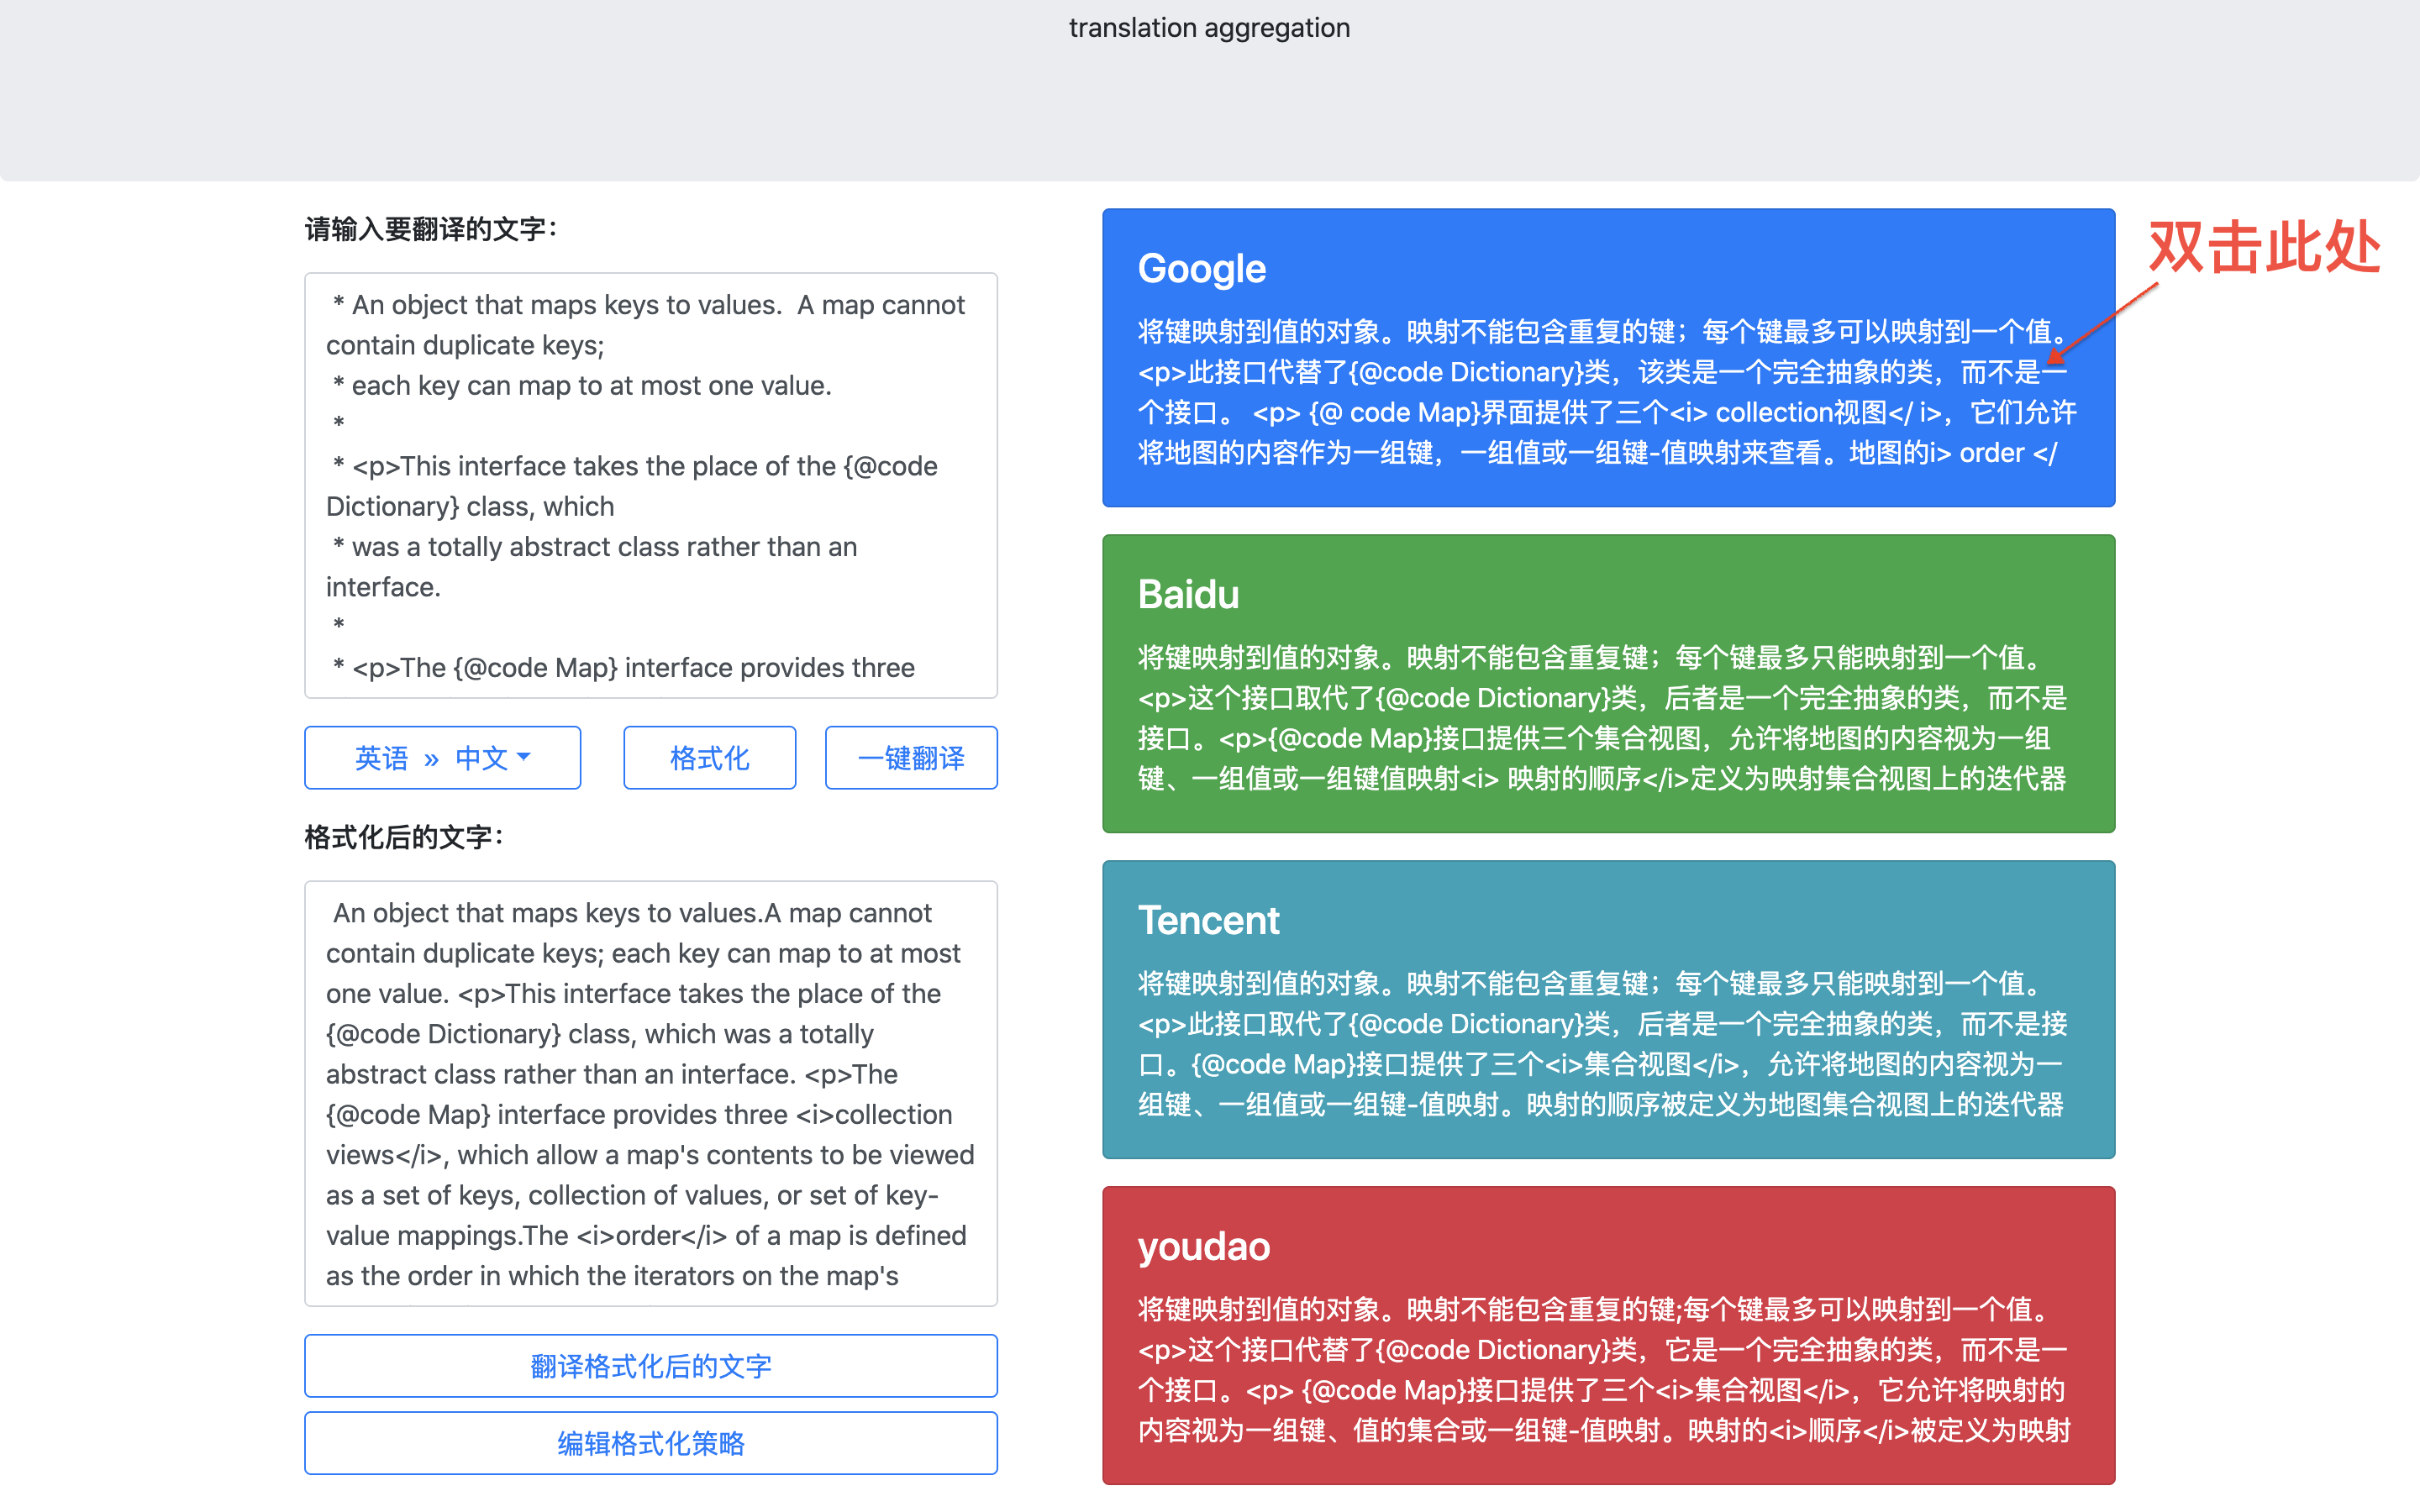 translation aggregation
请输入要翻译的文字：
 * An object that maps keys to values.  A map cannot
contain duplicate keys;
 * each key can map to at most one value.
 *
 * <p>This interface takes the place of the {@code
Dictionary} class, which
 * was a totally abstract class rather than an
interface.
 *
 * <p>The {@code Map} interface provides three
英语 » 中文
格式化
一键翻译
格式化后的文字：
 An object that maps keys to values.A map cannot
contain duplicate keys; each key can map to at most
one value. <p>This interface takes the place of the
{@code Dictionary} class, which was a totally
abstract class rather than an interface. <p>The
{@code Map} interface provides three <i>collection
views</i>, which allow a map's contents to be viewed
as a set of keys, collection of values, or set of key-
value mappings.The <i>order</i> of a map is defined
as the order in which the iterators on the map's
翻译格式化后的文字
编辑格式化策略
Google
将键映射到值的对象。映射不能包含重复的键；每个键最多可以映射到一个值。
<p>此接口代替了{@code Dictionary}类，该类是一个完全抽象的类，而不是一
个接口。 <p> {@ code Map}界面提供了三个<i> collection视图</ i>，它们允许
将地图的内容作为一组键，一组值或一组键-值映射来查看。地图的i> order </
双击此处
Baidu
将键映射到值的对象。映射不能包含重复键；每个键最多只能映射到一个值。
<p>这个接口取代了{@code Dictionary}类，后者是一个完全抽象的类，而不是
接口。<p>{@code Map}接口提供三个集合视图，允许将地图的内容视为一组
键、一组值或一组键值映射<i> 映射的顺序</i>定义为映射集合视图上的迭代器
Tencent
将键映射到值的对象。映射不能包含重复键；每个键最多只能映射到一个值。
<p>此接口取代了{@code Dictionary}类，后者是一个完全抽象的类，而不是接
口。{@code Map}接口提供了三个<i>集合视图</i>，允许将地图的内容视为一
组键、一组值或一组键-值映射。映射的顺序被定义为地图集合视图上的迭代器
youdao
将键映射到值的对象。映射不能包含重复的键;每个键最多可以映射到一个值。
<p>这个接口代替了{@code Dictionary}类，它是一个完全抽象的类，而不是一
个接口。<p> {@code Map}接口提供了三个<i>集合视图</i>，它允许将映射的
内容视为一组键、值的集合或一组键-值映射。映射的<i>顺序</i>被定义为映射